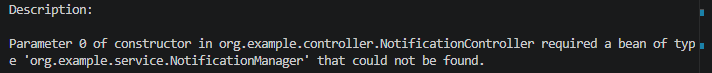 Description:
Parameter 0 of constructor in org.example.controller.NotificationController required a bean of typ
e 'org.example.service.NotificationManager' that could not be found.